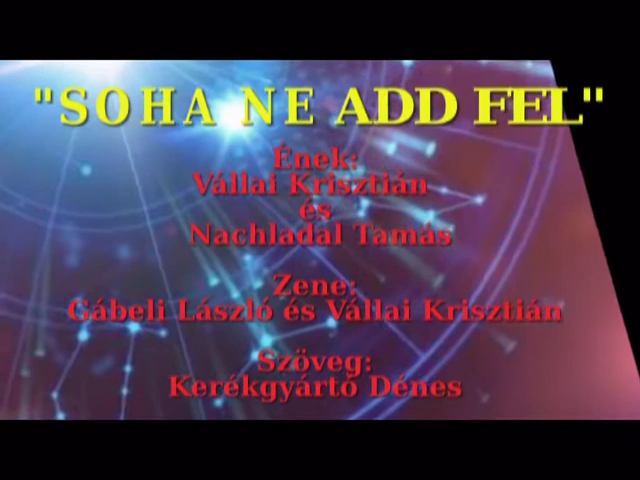 "SOHA NE ADD FEL"
Ének:
Vállai Krisztián
és
Nachladal Tamás
Zene:
Gábeli László és Vállai Krisztián
Szöveg:
Kerékgyártó Dénes